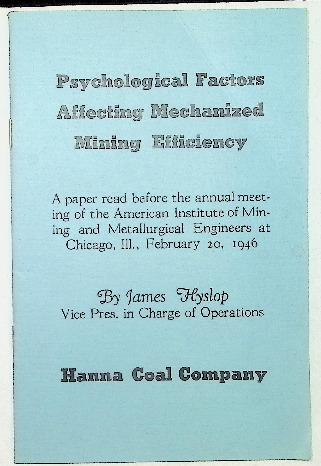 Psychological Factors
Affecting Mechanized
Mining Efficiency
A paper read before the annual meet-
ing of the American Institute of Min-
ing and Metallurgical Engineers at
Chicago, Ill., February 20, 1946
By James Hyslop
Vice Pres. in Charge of Operations
Hanna Coal Company